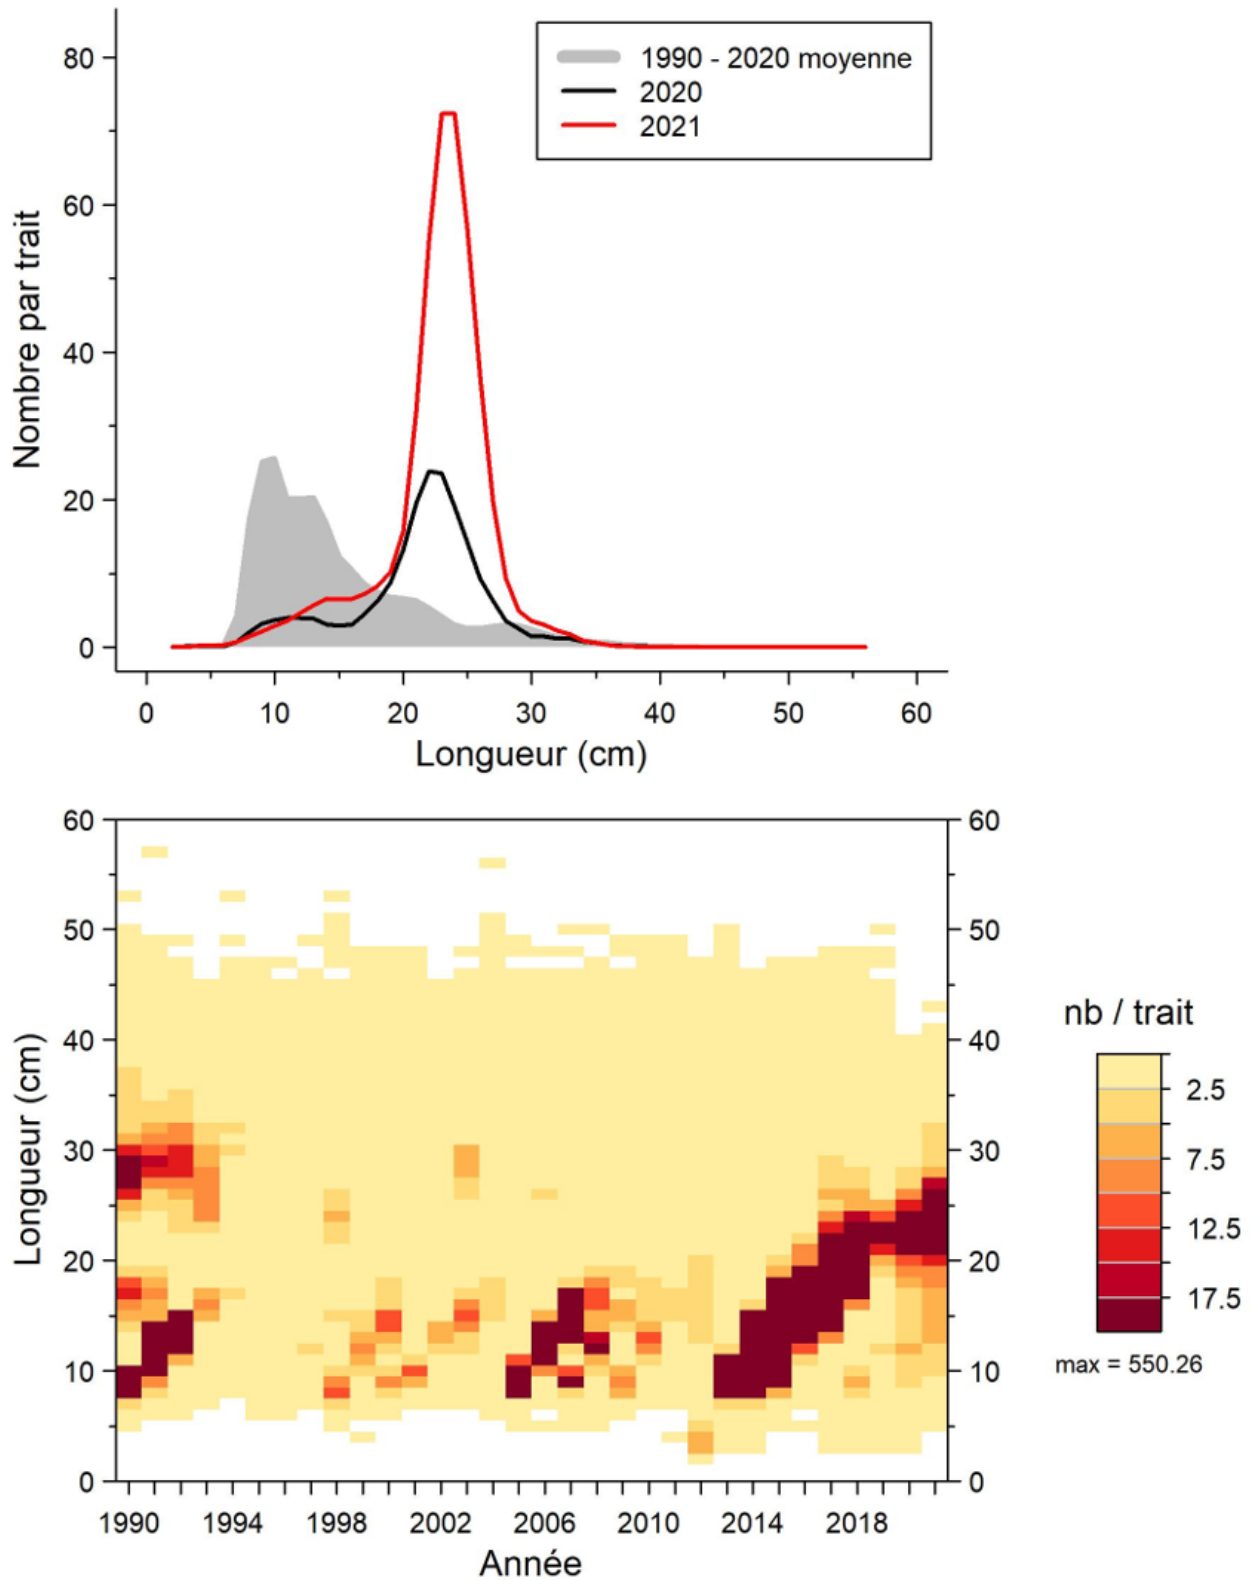 1990 - 2020 moyenne
2020
2021
80
60
40
20
0
Nombre par trait
0 10 20 30 40 50 60
Longueur (cm)
60 60
50 50
40 40
30 30
20 20
10 10
0 0
Longueur (cm)
1990 1994 1998 2002 2006 2010 2014 2018
Année
nb / trait
2.5
7.5
12.5
17.5
max = 550.26